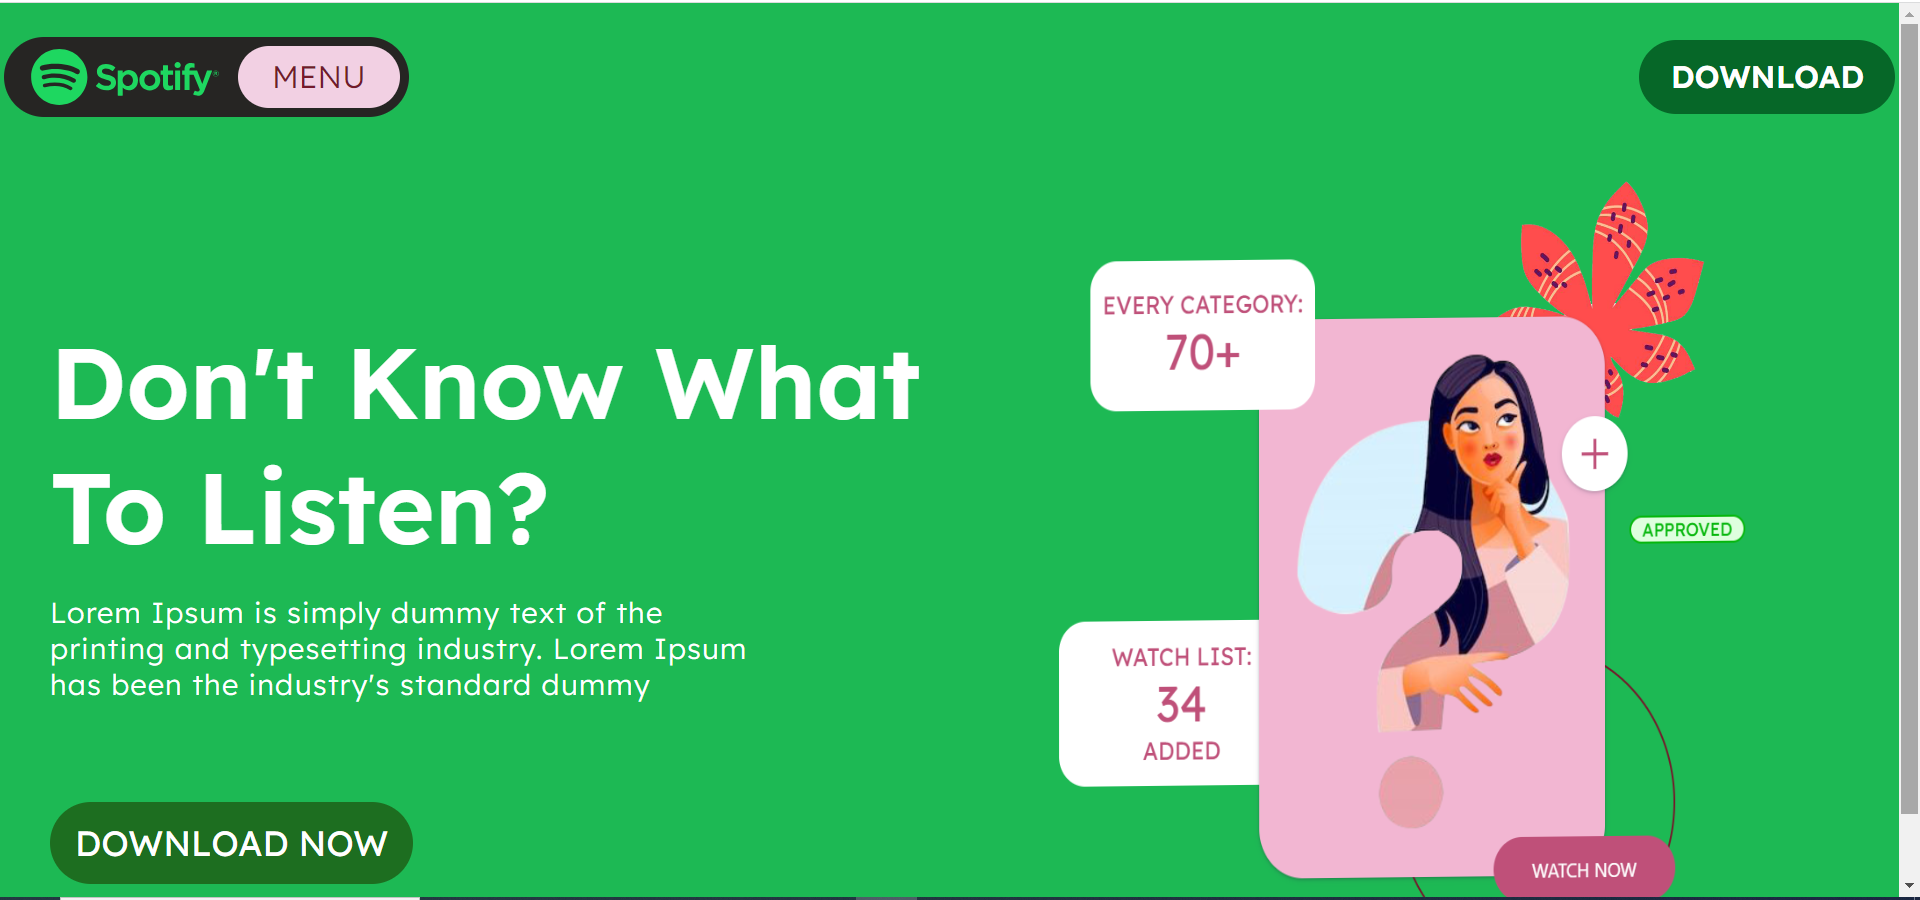 Spotify®
MENU
DOWNLOAD
Don't Know What
To Listen?
Lorem Ipsum is simply dummy text of the
printing and typesetting industry. Lorem Ipsum
has been the industry's standard dummy
DOWNLOAD NOW
EVERY CATEGORY:
70+
+
APPROVED
WATCH LIST:
34
ADDED
WATCH NOW